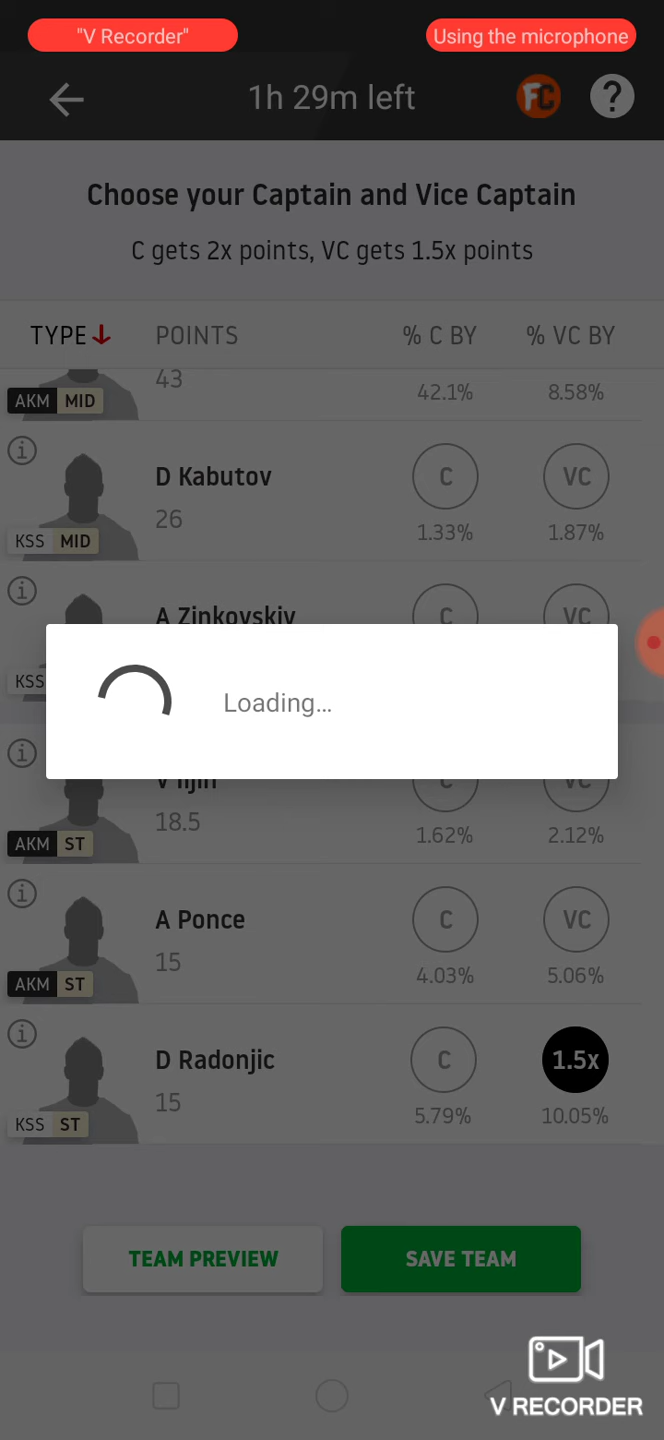 "V Recorder"
Using the microphone
1h 29m left
FC
?
Choose your Captain and Vice Captain
C gets 2x points, VC gets 1.5x points
TYPE POINTS % C BY % VC BY
43
42.1% 8.58%
AKM MID
D Kabutov C VC
26
1.33% 1.87%
KSS MID
A Zinkovskiy C VC
KSS
Loading...
C VC
18.5
1.62% 2.12%
AKM ST
A Ponce C VC
15
4.03% 5.06%
AKM ST
D Radonjic C 1.5x
15
5.79% 10.05%
KSS ST
TEAM PREVIEW SAVE TEAM
V RECORDER